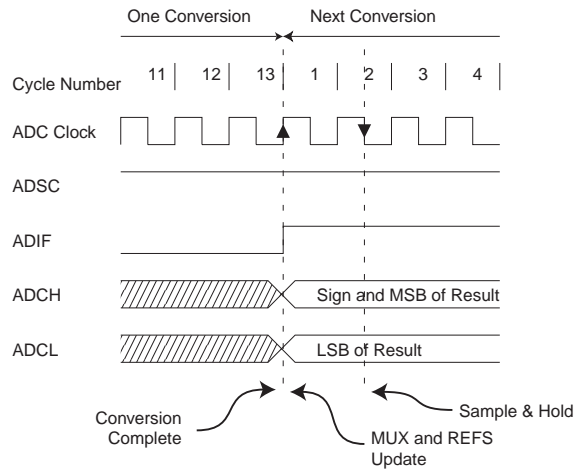 One Conversion Next Conversion
Cycle Number 11 12 13 1 2 3 4
ADC Clock
ADSC
ADIF
ADCH Sign and MSB of Result
ADCL LSB of Result
Conversion
Complete
MUX and REFS
Update
Sample & Hold